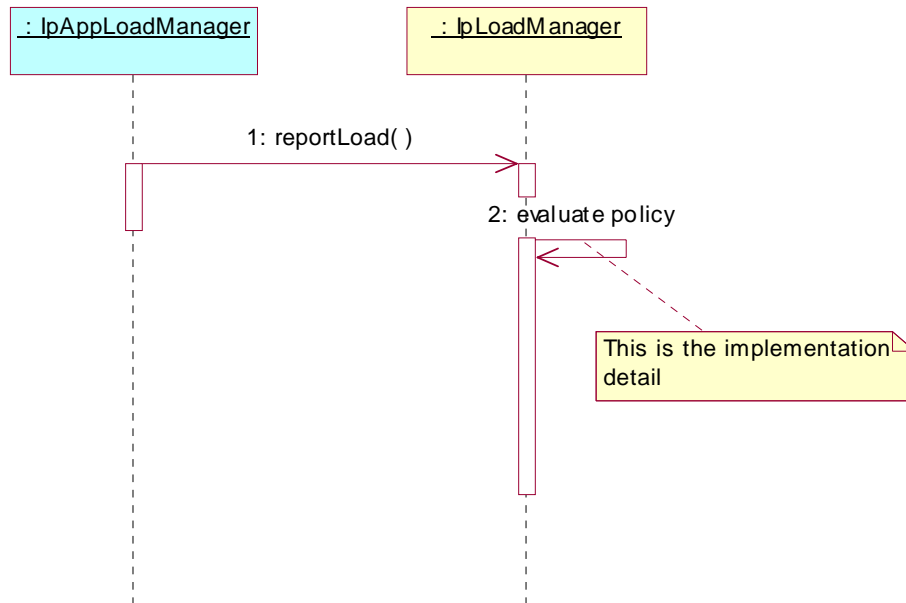 : IpAppLoadManager
: IpLoadManager
1: reportLoad( )
2: evaluate policy
This is the implementation
detail